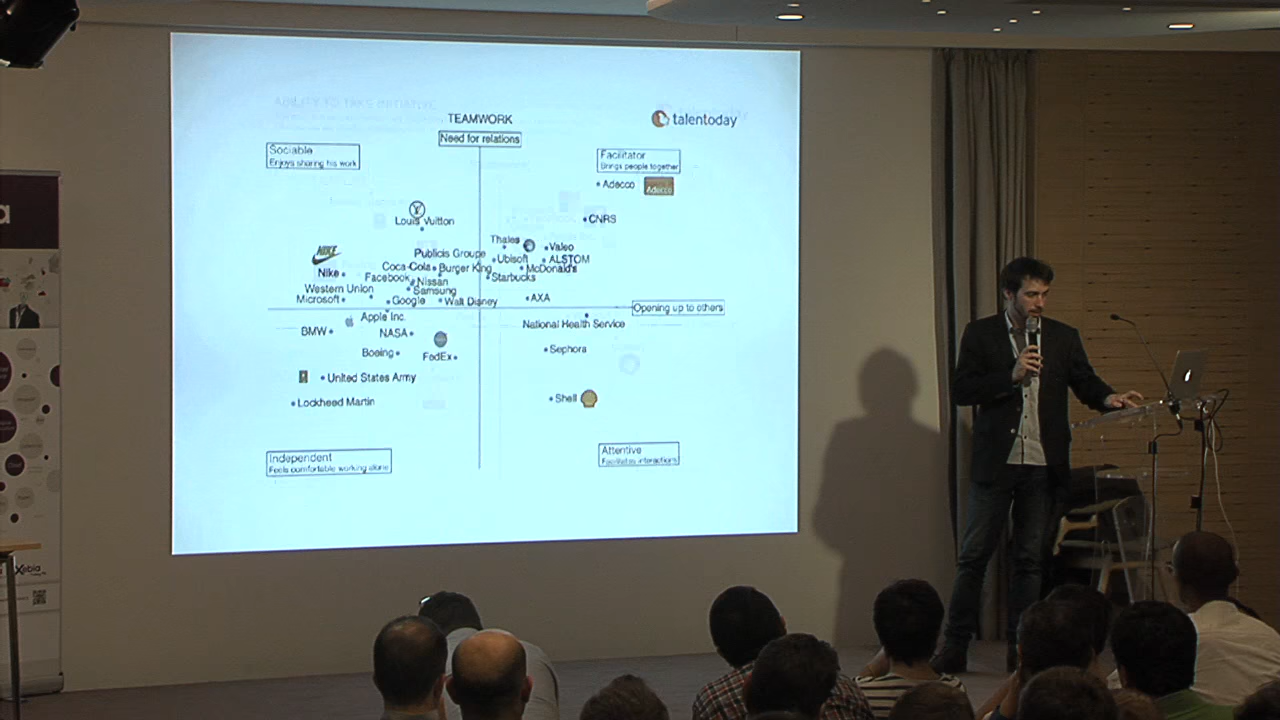 TEAMWORK
talentoday
Need for relations
Sociable
Enjoys sharing his work
Facilitator
Brings people together
Adecco
Adecco
CNRS
Louis Vuitton
Thales
Valeo
NIKE
Publicis Groupe
Ubisoft
ALSTOM
Coca-Cola
Burger King
McDonald's
Nike
Facebook
Nissan
Starbucks
Western Union
Samsung
Microsoft
Google
Walt Disney
AXA
Opening up to others
Apple Inc.
National Health Service
BMW
NASA
Boeing
FedEx
Sephora
United States Army
Lockheed Martin
Shell
Independent
Feels comfortable working alone
Attentive
Facilitates interactions
a
Xebia